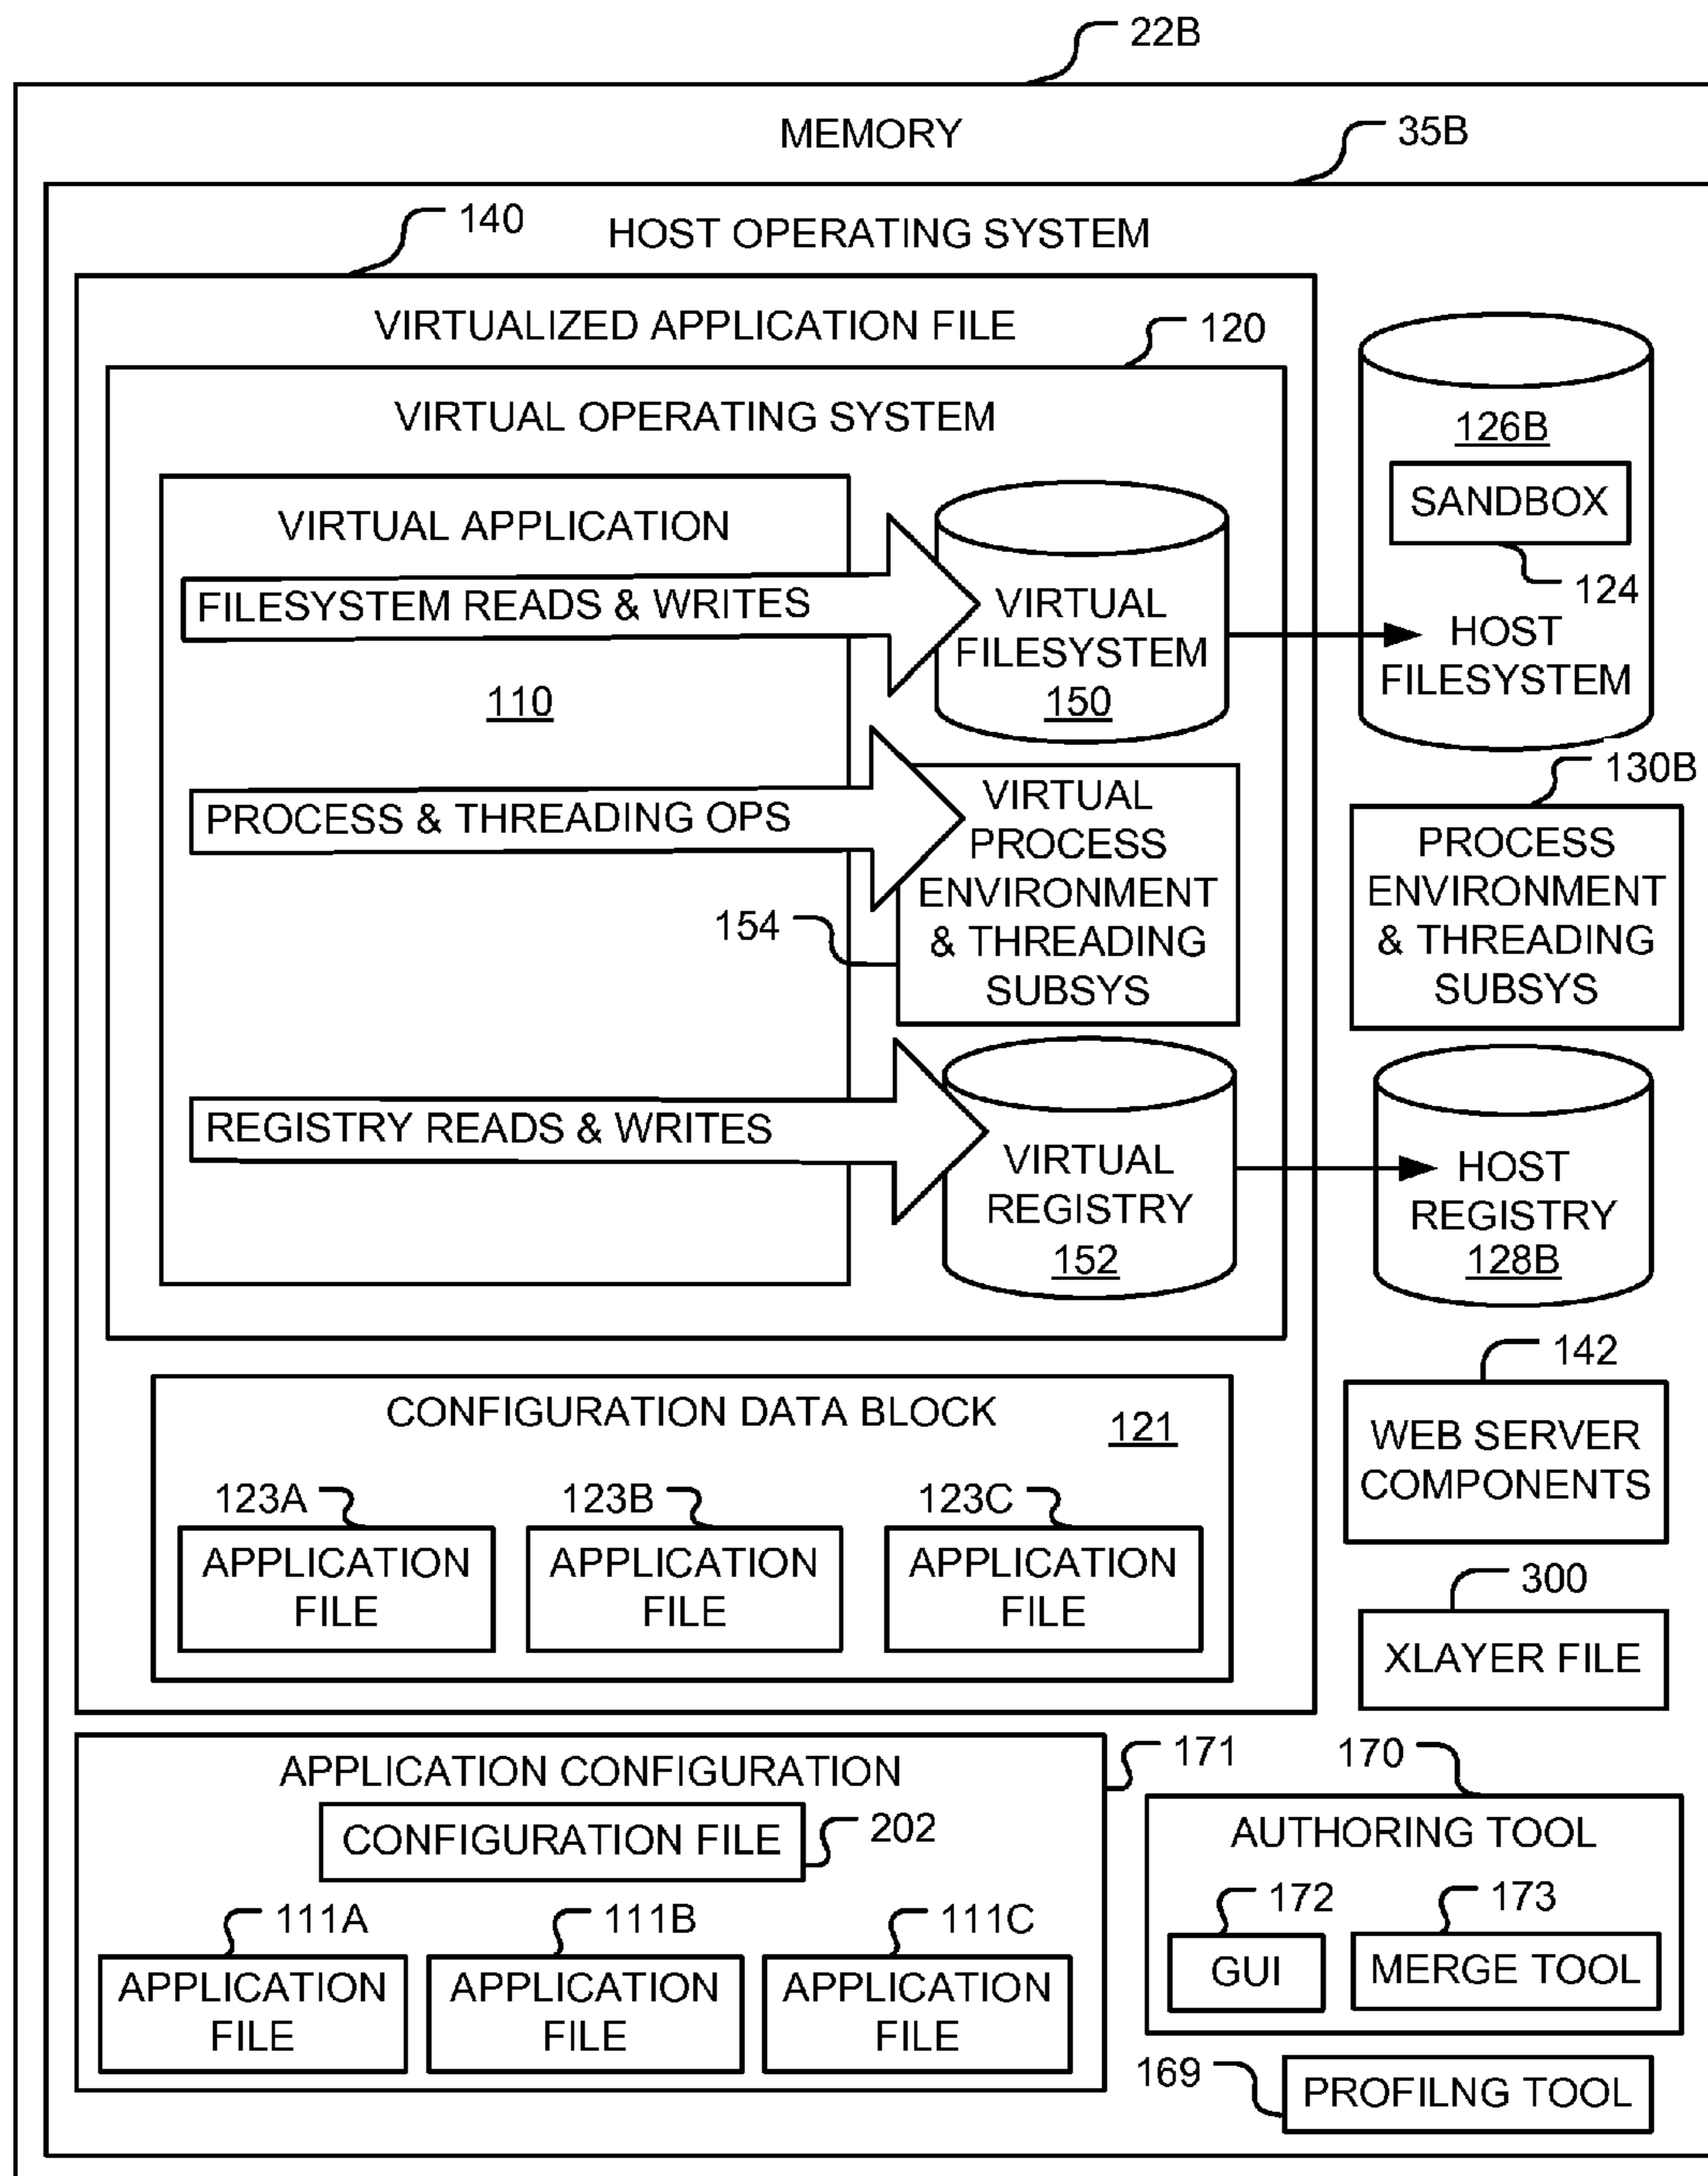 22B
MEMORY
35B
HOST OPERATING SYSTEM
140
VIRTUALIZED APPLICATION FILE
120
VIRTUAL OPERATING SYSTEM
VIRTUAL APPLICATION
FILESYSTEM READS & WRITES
110
PROCESS & THREADING OPS
154
REGISTRY READS & WRITES
VIRTUAL
FILESYSTEM
150
VIRTUAL
PROCESS
ENVIRONMENT
& THREADING
SUBSYS
VIRTUAL
REGISTRY
152
126B
SANDBOX
124
HOST
FILESYSTEM
130B
PROCESS
ENVIRONMENT
& THREADING
SUBSYS
HOST
REGISTRY
128B
142
WEB SERVER
COMPONENTS
300
XLAYER FILE
CONFIGURATION DATA BLOCK
121
123A
APPLICATION
FILE
123B
APPLICATION
FILE
123C
APPLICATION
FILE
171
APPLICATION CONFIGURATION
CONFIGURATION FILE
202
111A
APPLICATION
FILE
111B
APPLICATION
FILE
111C
APPLICATION
FILE
170
AUTHORING TOOL
172
GUI
173
MERGE TOOL
169
PROFILNG TOOL